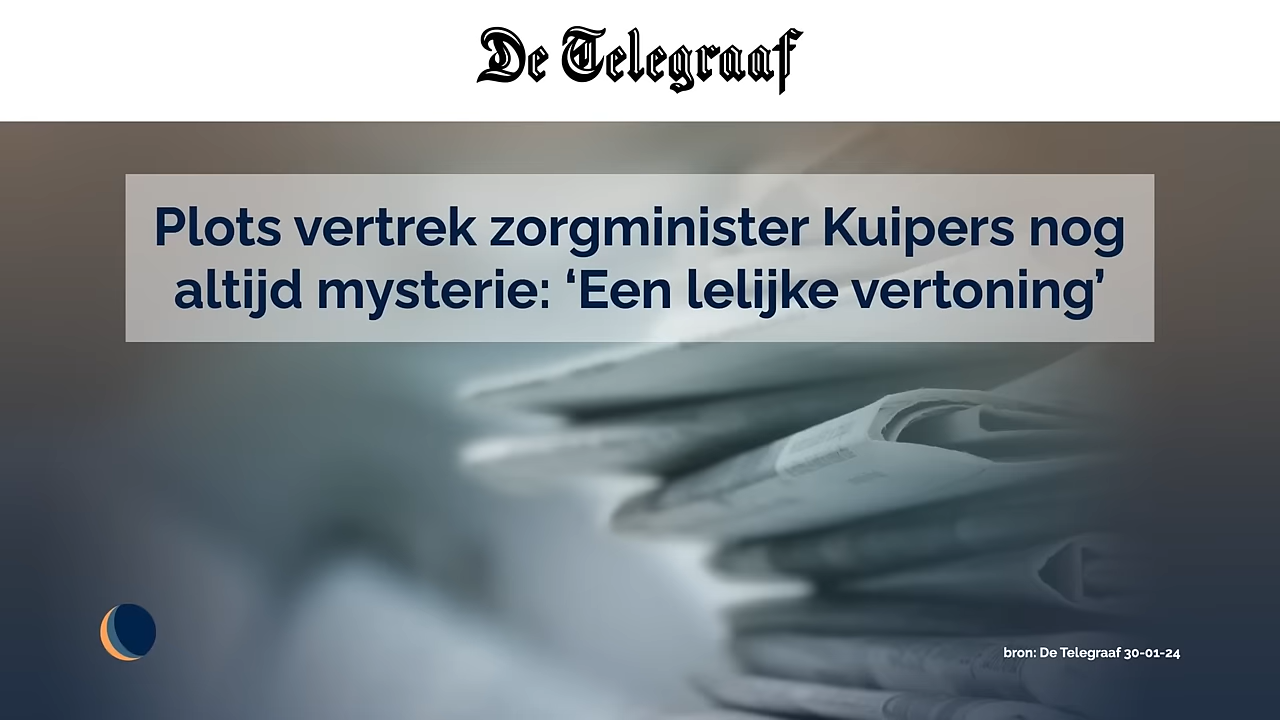 De Telegraaf
Plots vertrek zorgminister Kuipers nog
altijd mysterie: ‘Een lelijke vertoning’
bron: De Telegraaf 30-01-24